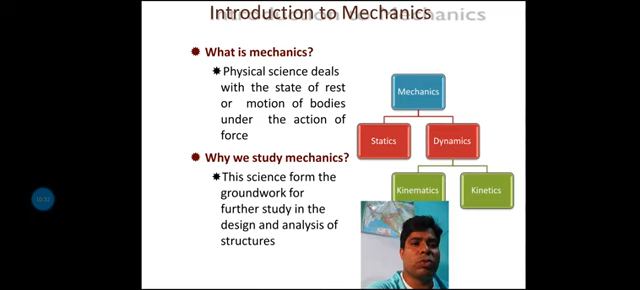 Introduction to Mechanics
What is mechanics?
Physical science deals
with the state of rest
or motion of bodies
under the action of
force
Why we study mechanics?
This science form the
groundwork for
further study in the
design and analysis of
structures
Mechanics
Statics
Dynamics
Kinematics
Kinetics
10:32